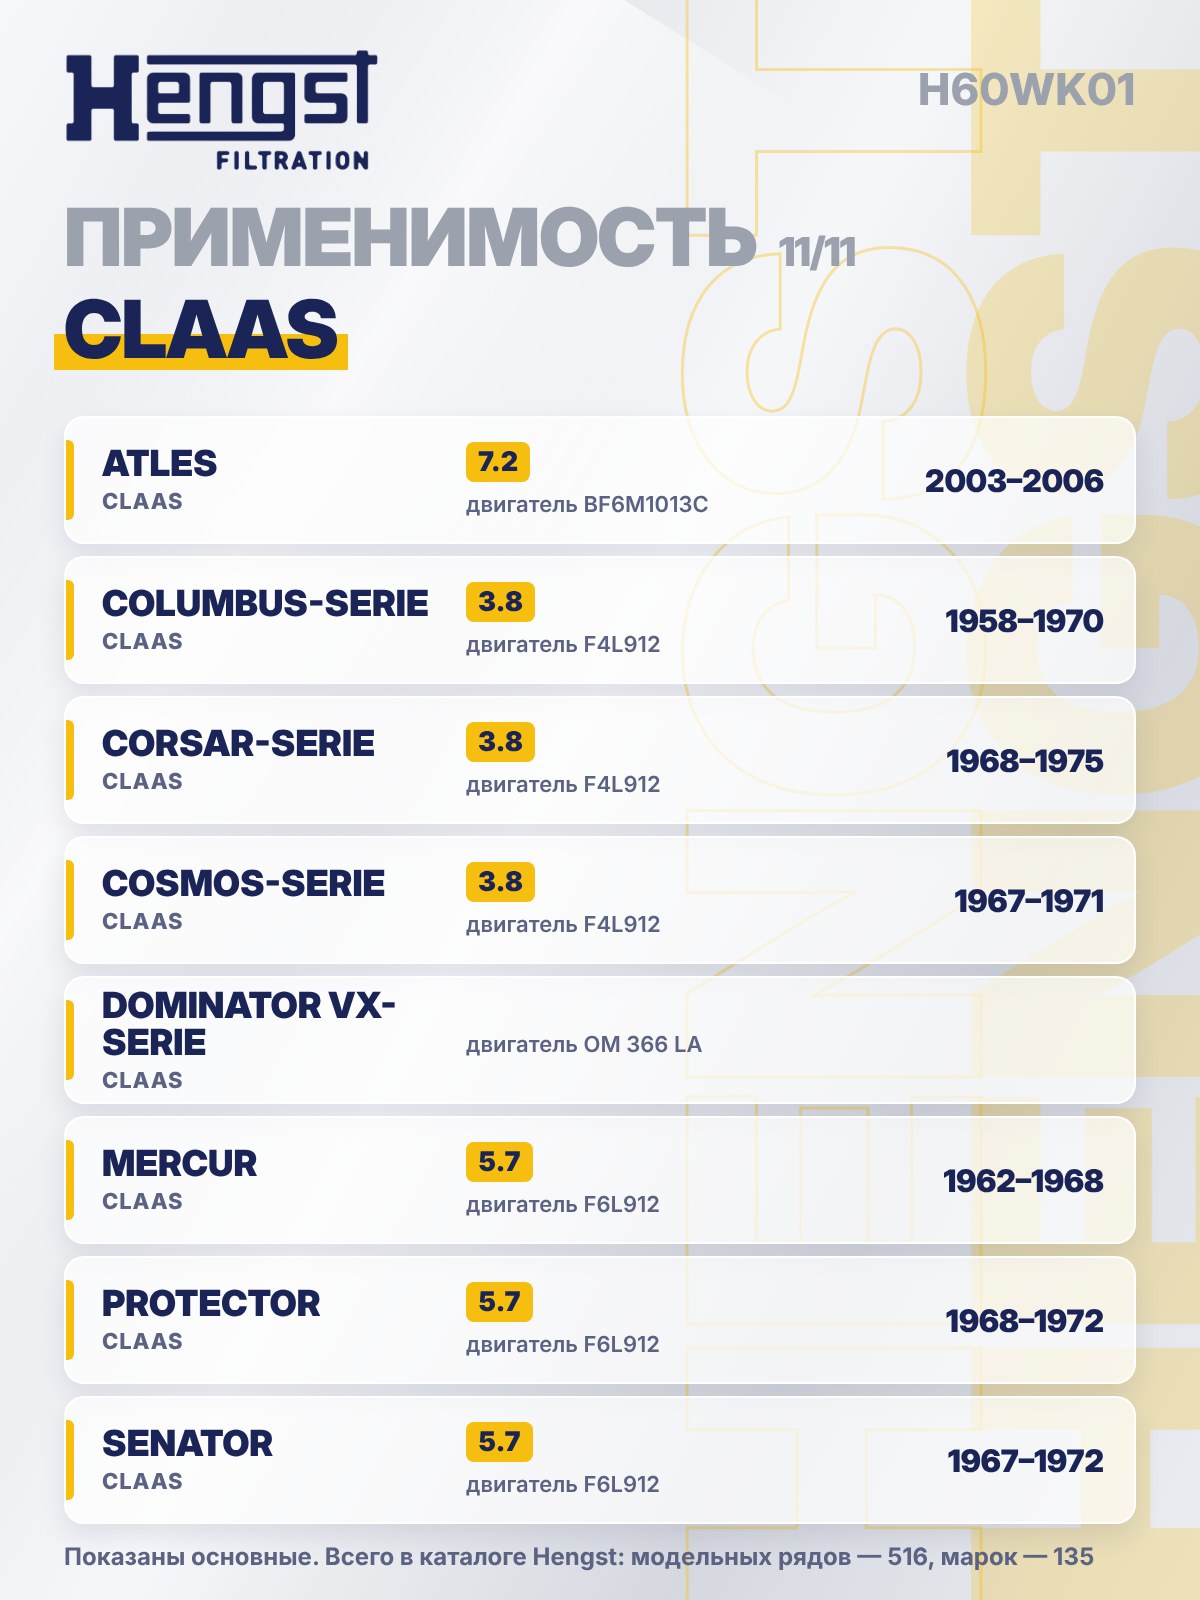 Hengst
FILTRATION
H60WK01
ПРИМЕНИМОСТЬ 11/11
CLAAS
ATLES
CLAAS
7.2
двигатель BF6M1013C
2003–2006
COLUMBUS-SERIE
CLAAS
3.8
двигатель F4L912
1958–1970
CORSAR-SERIE
CLAAS
3.8
двигатель F4L912
1968–1975
COSMOS-SERIE
CLAAS
3.8
двигатель F4L912
1967–1971
DOMINATOR VX-
SERIE
CLAAS
двигатель OM 366 LA
MERCUR
CLAAS
5.7
двигатель F6L912
1962–1968
PROTECTOR
CLAAS
5.7
двигатель F6L912
1968–1972
SENATOR
CLAAS
5.7
двигатель F6L912
1967–1972
Показаны основные. Всего в каталоге Hengst: модельных рядов — 516, марок — 135
HENGST
HENGST